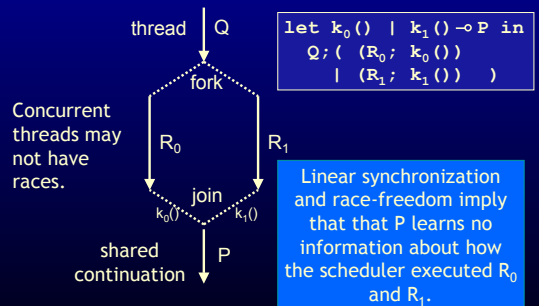 thread Q
let k₀() | k₁()⊸P in
Q;( (R₀; k₀())
| (R₁; k₁()) )
fork
Concurrent
threads may
not have
races.
R₀
R₁
join
k₀()
k₁()
shared
continuation
P
Linear synchronization
and race-freedom imply
that that P learns no
information about how
the scheduler executed R₀
and R₁.